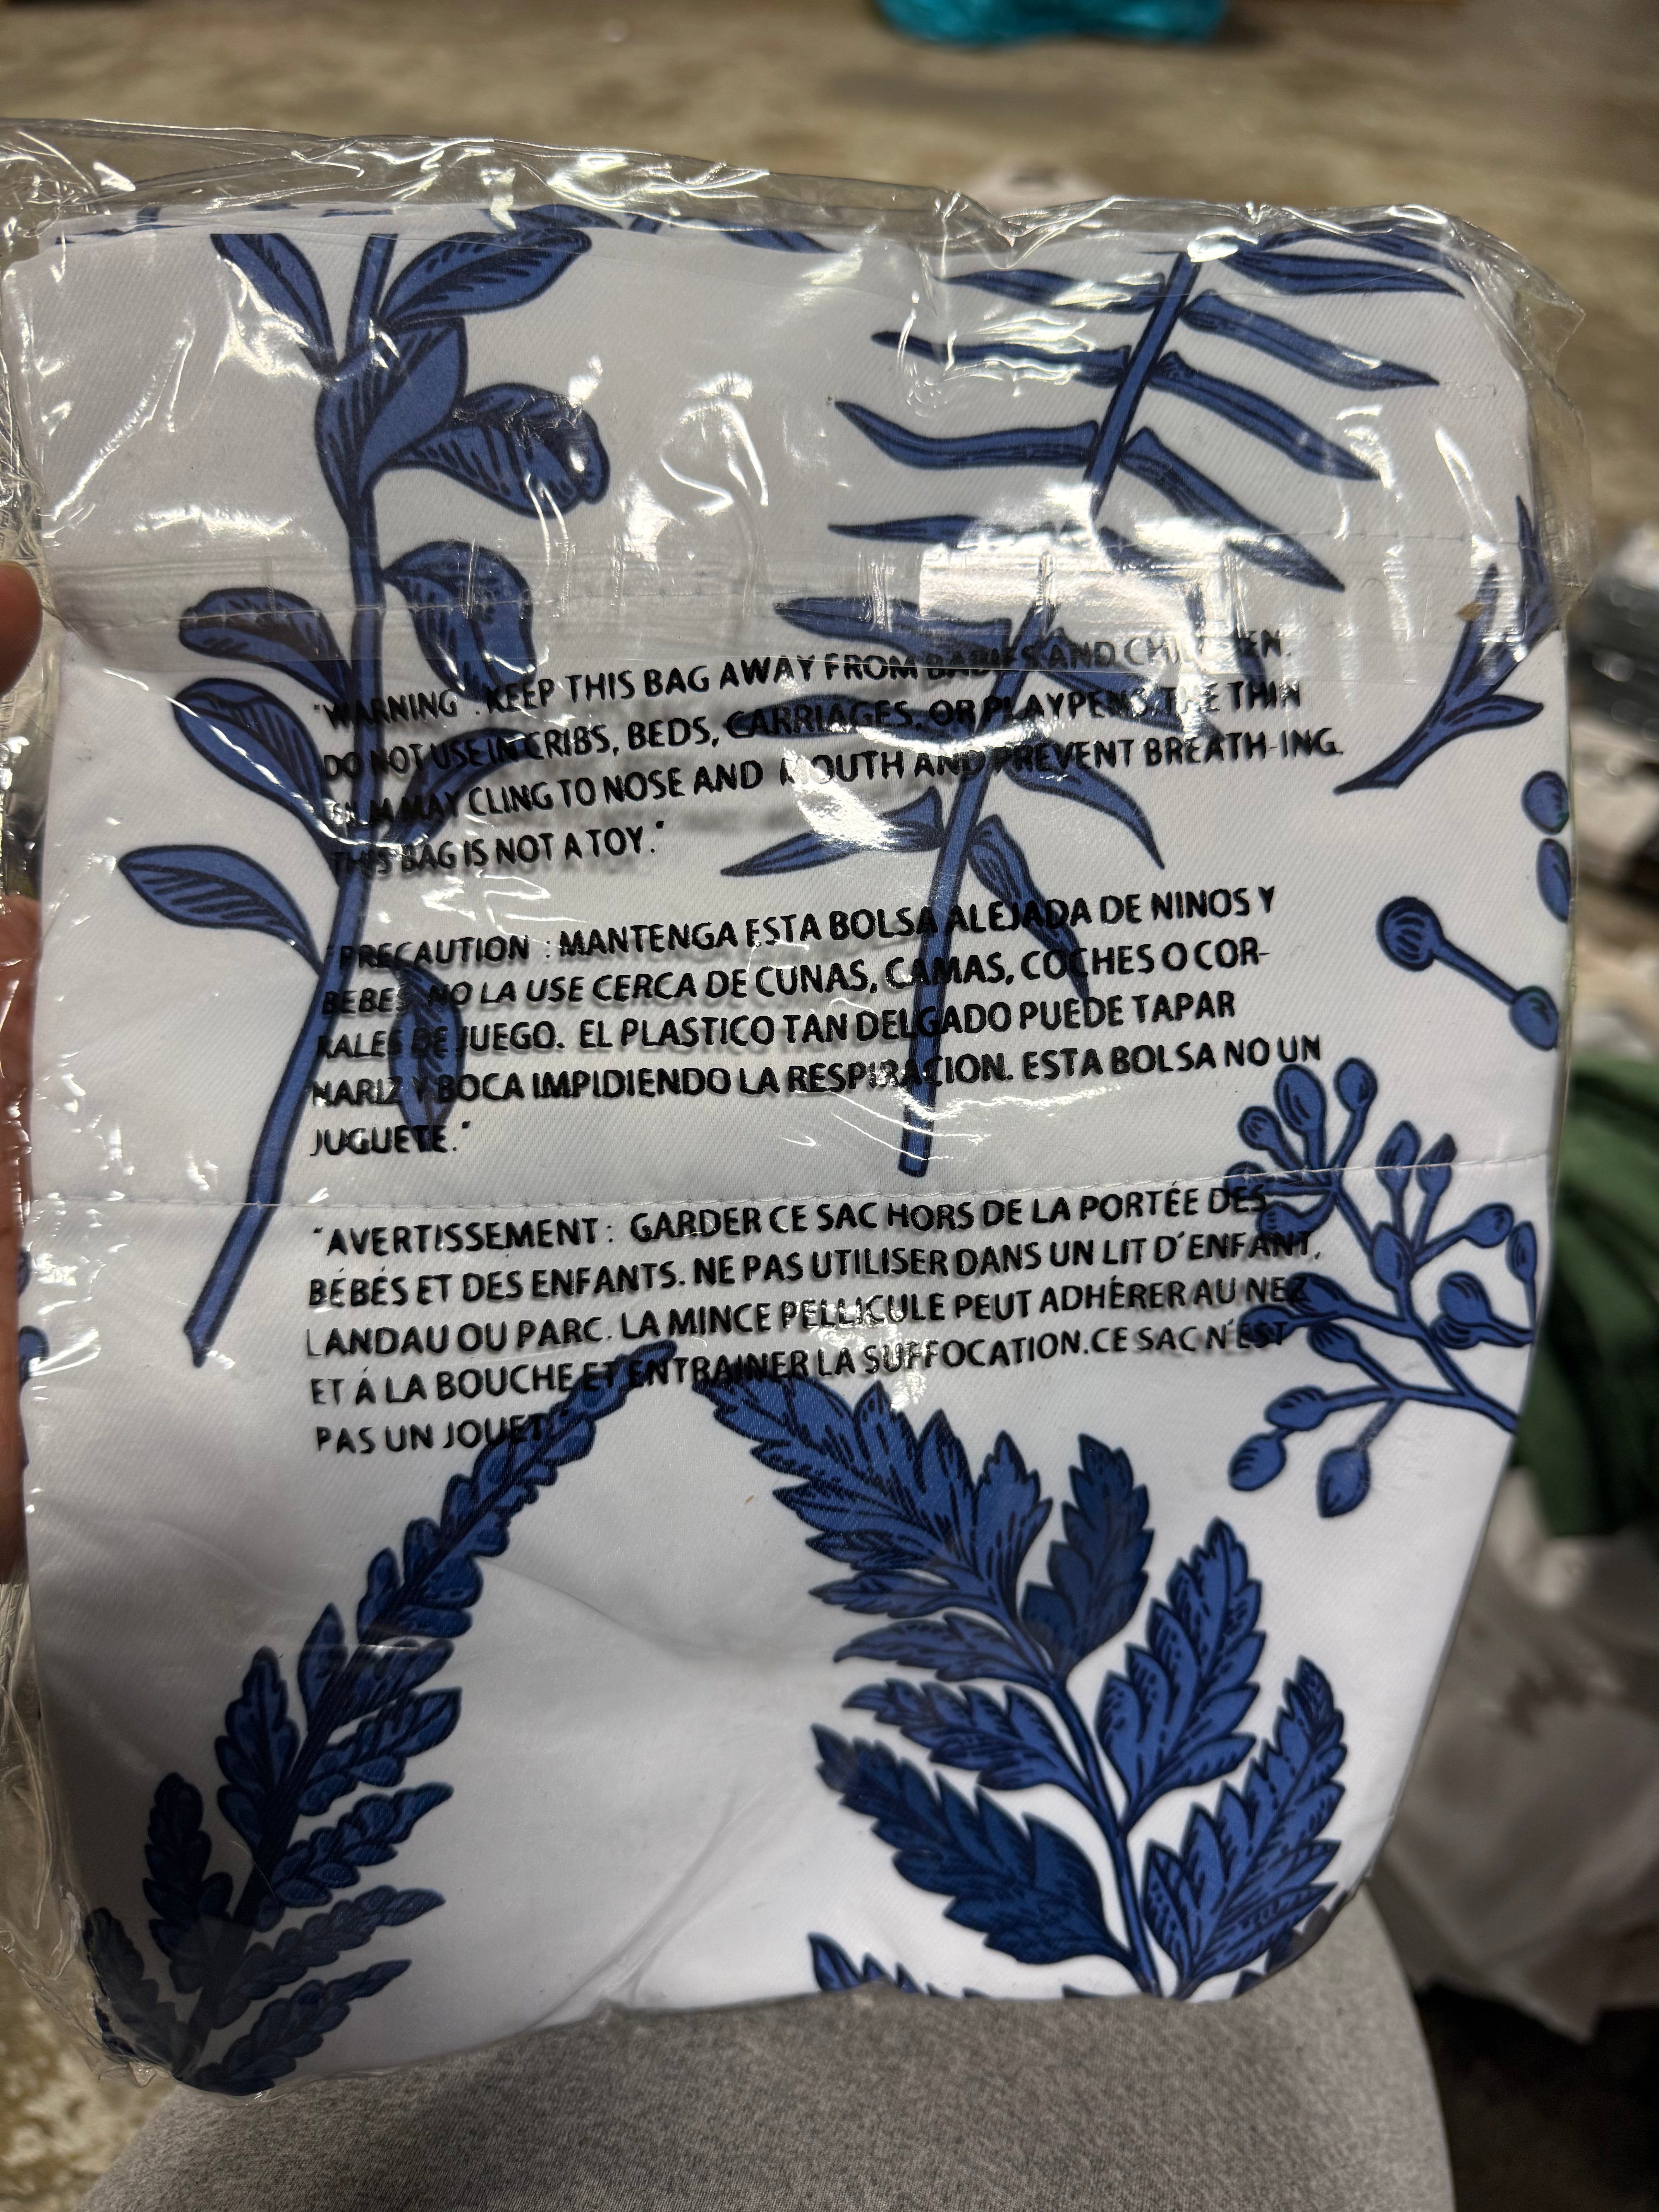 "WARNING" : KEEP THIS BAG AWAY FROM BABIES AND CHILDREN.
DO NOT USE IN CRIBS, BEDS, CARRIAGES, OR PLAYPENS. THE THIN
FILM MAY CLING TO NOSE AND MOUTH AND PREVENT BREATH-ING.
THIS BAG IS NOT A TOY."
"PRECAUTION : MANTENGA ESTA BOLSA ALEJADA DE NINOS Y
BEBES. NO LA USE CERCA DE CUNAS, CAMAS, COCHES O COR-
RALES DE JUEGO. EL PLASTICO TAN DELGADO PUEDE TAPAR
NARIZ Y BOCA IMPIDIENDO LA RESPIRACION. ESTA BOLSA NO UN
JUGUETE."
"AVERTISSEMENT : GARDER CE SAC HORS DE LA PORTÉE DES
BÉBÉS ET DES ENFANTS. NE PAS UTILISER DANS UN LIT D'ENFANT,
LANDAU OU PARC. LA MINCE PELLICULE PEUT ADHÉRER AU NEZ
ET Á LA BOUCHE ET ENTRAINER LA SUFFOCATION.CE SAC N'EST
PAS UN JOUET."